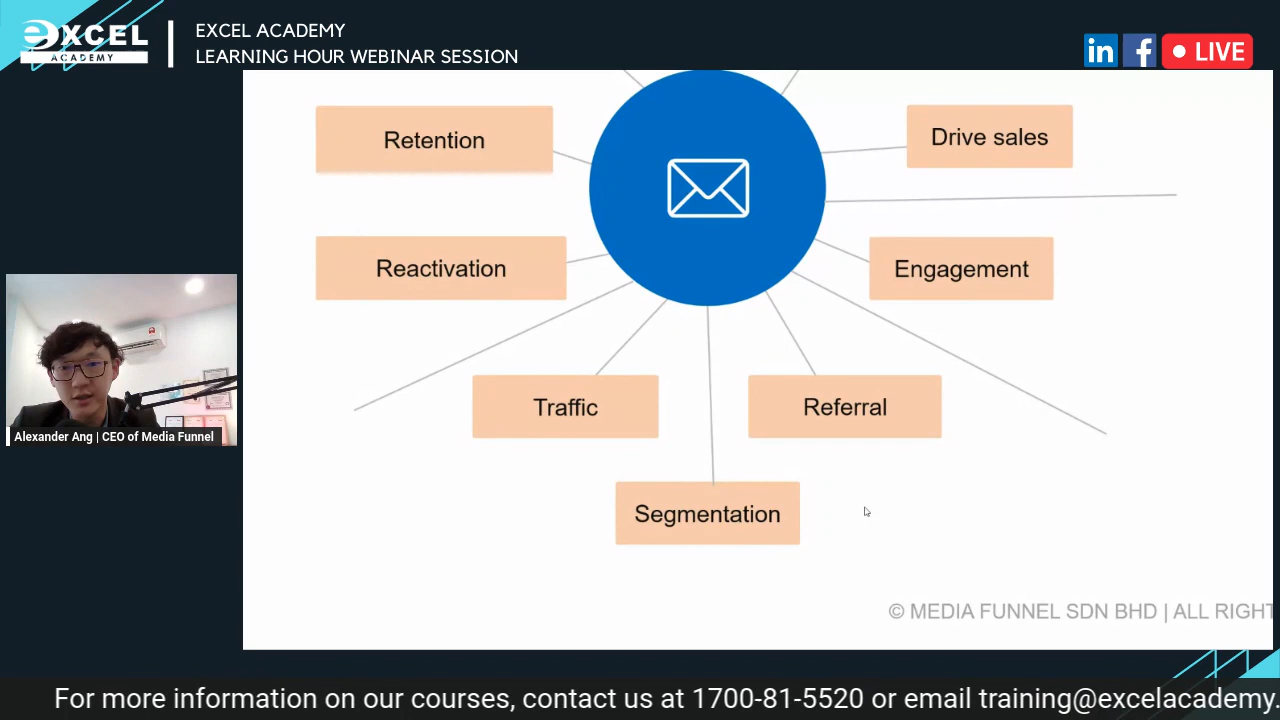 eXCEL
ACADEMY
EXCEL ACADEMY
LEARNING HOUR WEBINAR SESSION
in
f
LIVE
Retention
Drive sales
Reactivation
Engagement
Traffic
Referral
Segmentation
Alexander Ang | CEO of Media Funnel
© MEDIA FUNNEL SDN BHD | ALL RIGHT
For more information on our courses, contact us at 1700-81-5520 or email training@excelacademy.